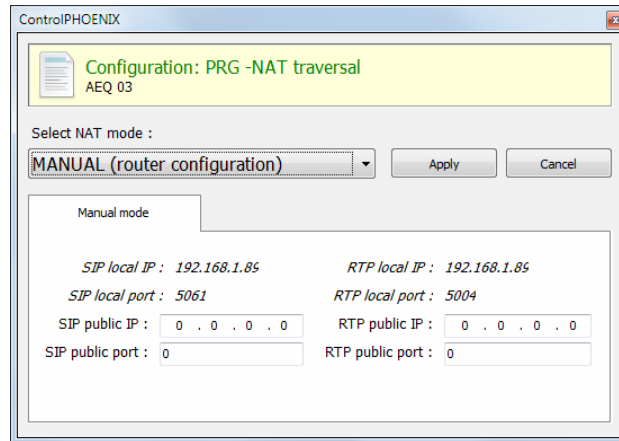 ControlPHOENIX
Configuration: PRG -NAT traversal
AEQ 03
Select NAT mode :
MANUAL (router configuration)
Apply
Cancel
Manual mode
SIP local IP : 192.168.1.89
RTP local IP : 192.168.1.89
SIP local port : 5061
RTP local port : 5004
SIP public IP : 0 . 0 . 0 . 0
RTP public IP : 0 . 0 . 0 . 0
SIP public port : 0
RTP public port : 0